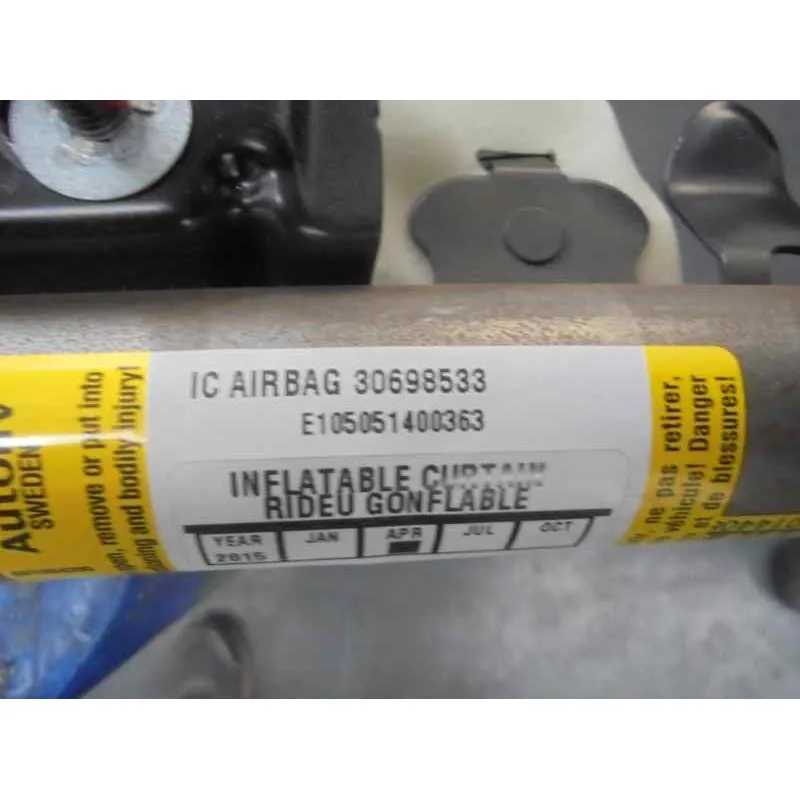 IC AIRBAG 30698533
E105051400363
INFLATABLE CURTAIN
RIDEU GONFLABLE
YEAR JAN APR JUL OCT
2015
Autoliv
SWEDEN
remove or put into
and bodily injury!
ne pas retirer,
véhicule! Danger
et de blessures!